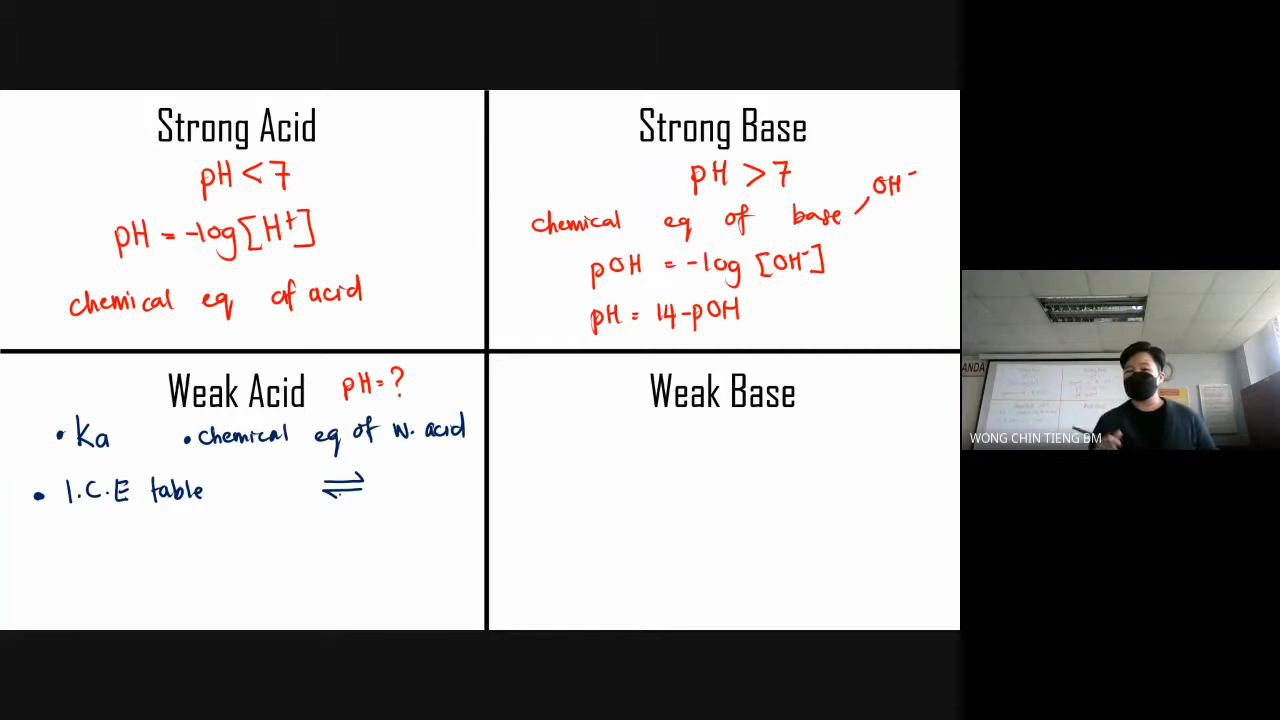 Strong Acid
pH < 7
pH = -log[H+]
chemical eq of acid
Strong Base
pH > 7
OH⁻
chemical eq of base
pOH = -log [OH⁻]
pH = 14-pOH
Weak Acid pH=?
• Ka • chemical eq of w. acid
• I.C.E table ⇌
Weak Base
ANDA
WONG CHIN TIENG BM